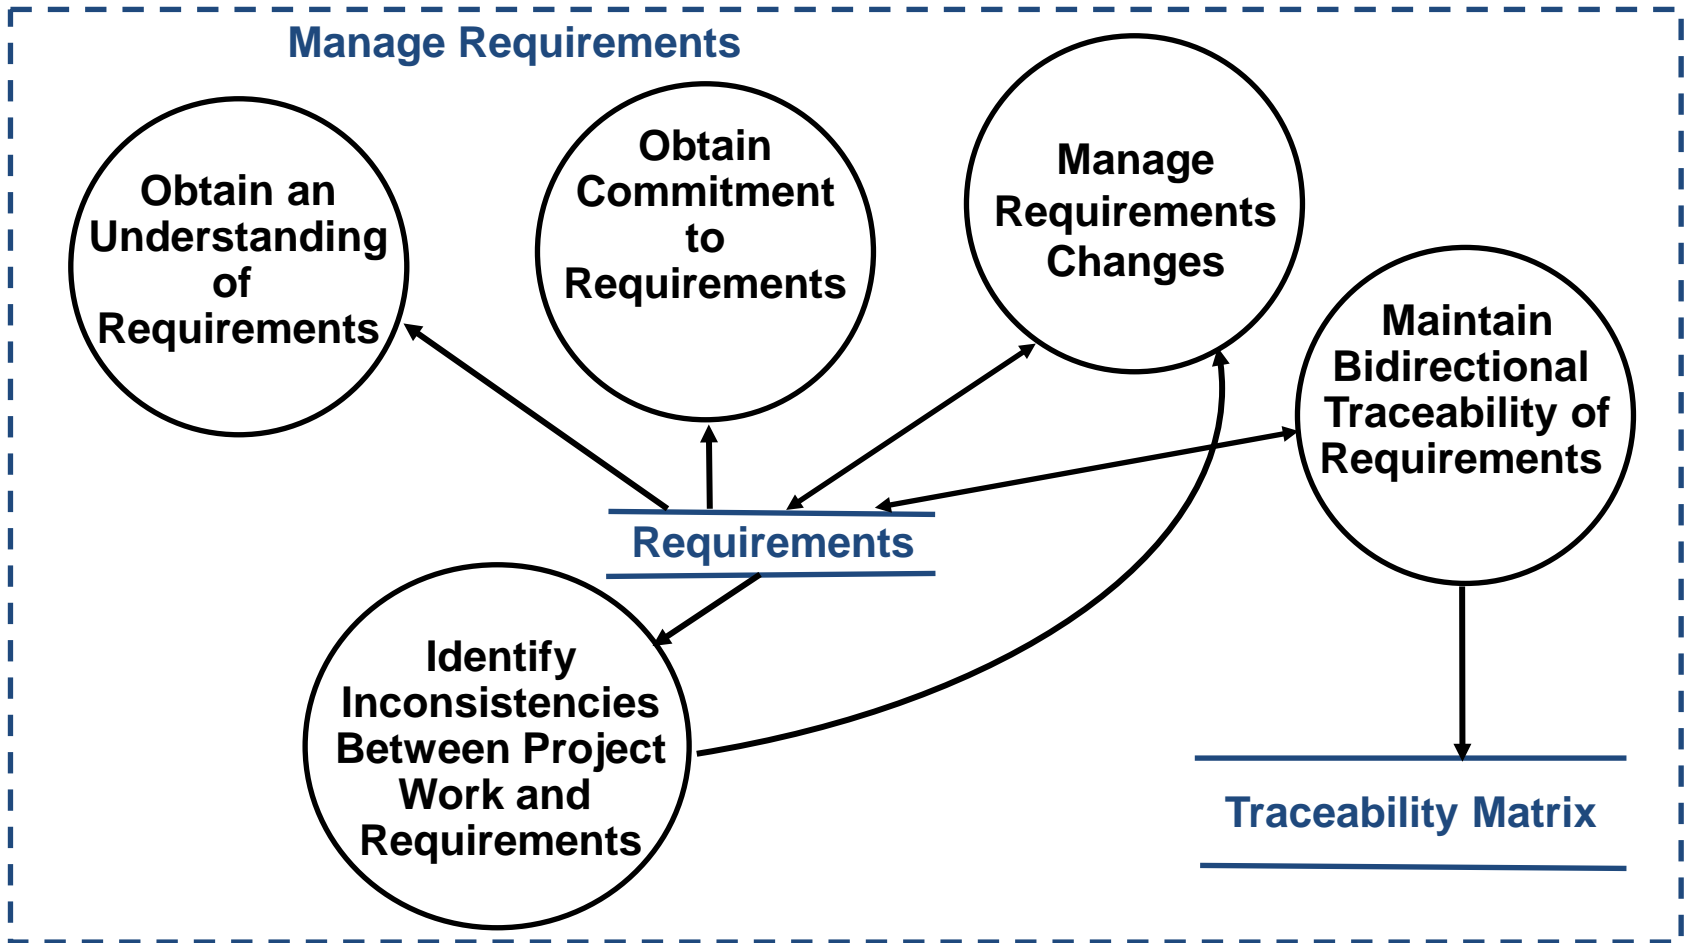 Manage Requirements
Obtain an
Understanding
of
Requirements
Obtain
Commitment
to
Requirements
Manage
Requirements
Changes
Maintain
Bidirectional
Traceability of
Requirements
Requirements
Identify
Inconsistencies
Between Project
Work and
Requirements
Traceability Matrix